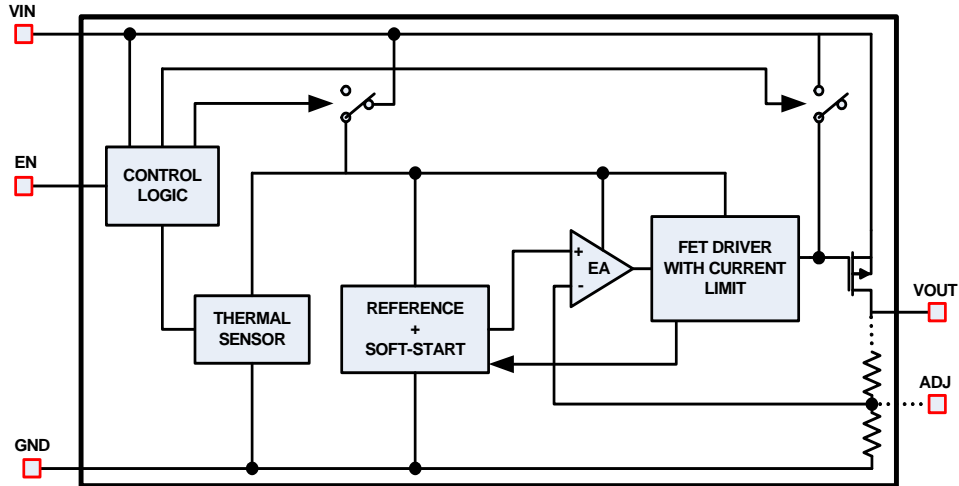 VIN
EN
CONTROL
LOGIC
THERMAL
SENSOR
REFERENCE
+
SOFT-START
+
EA
-
FET DRIVER
WITH CURRENT
LIMIT
VOUT
ADJ
GND